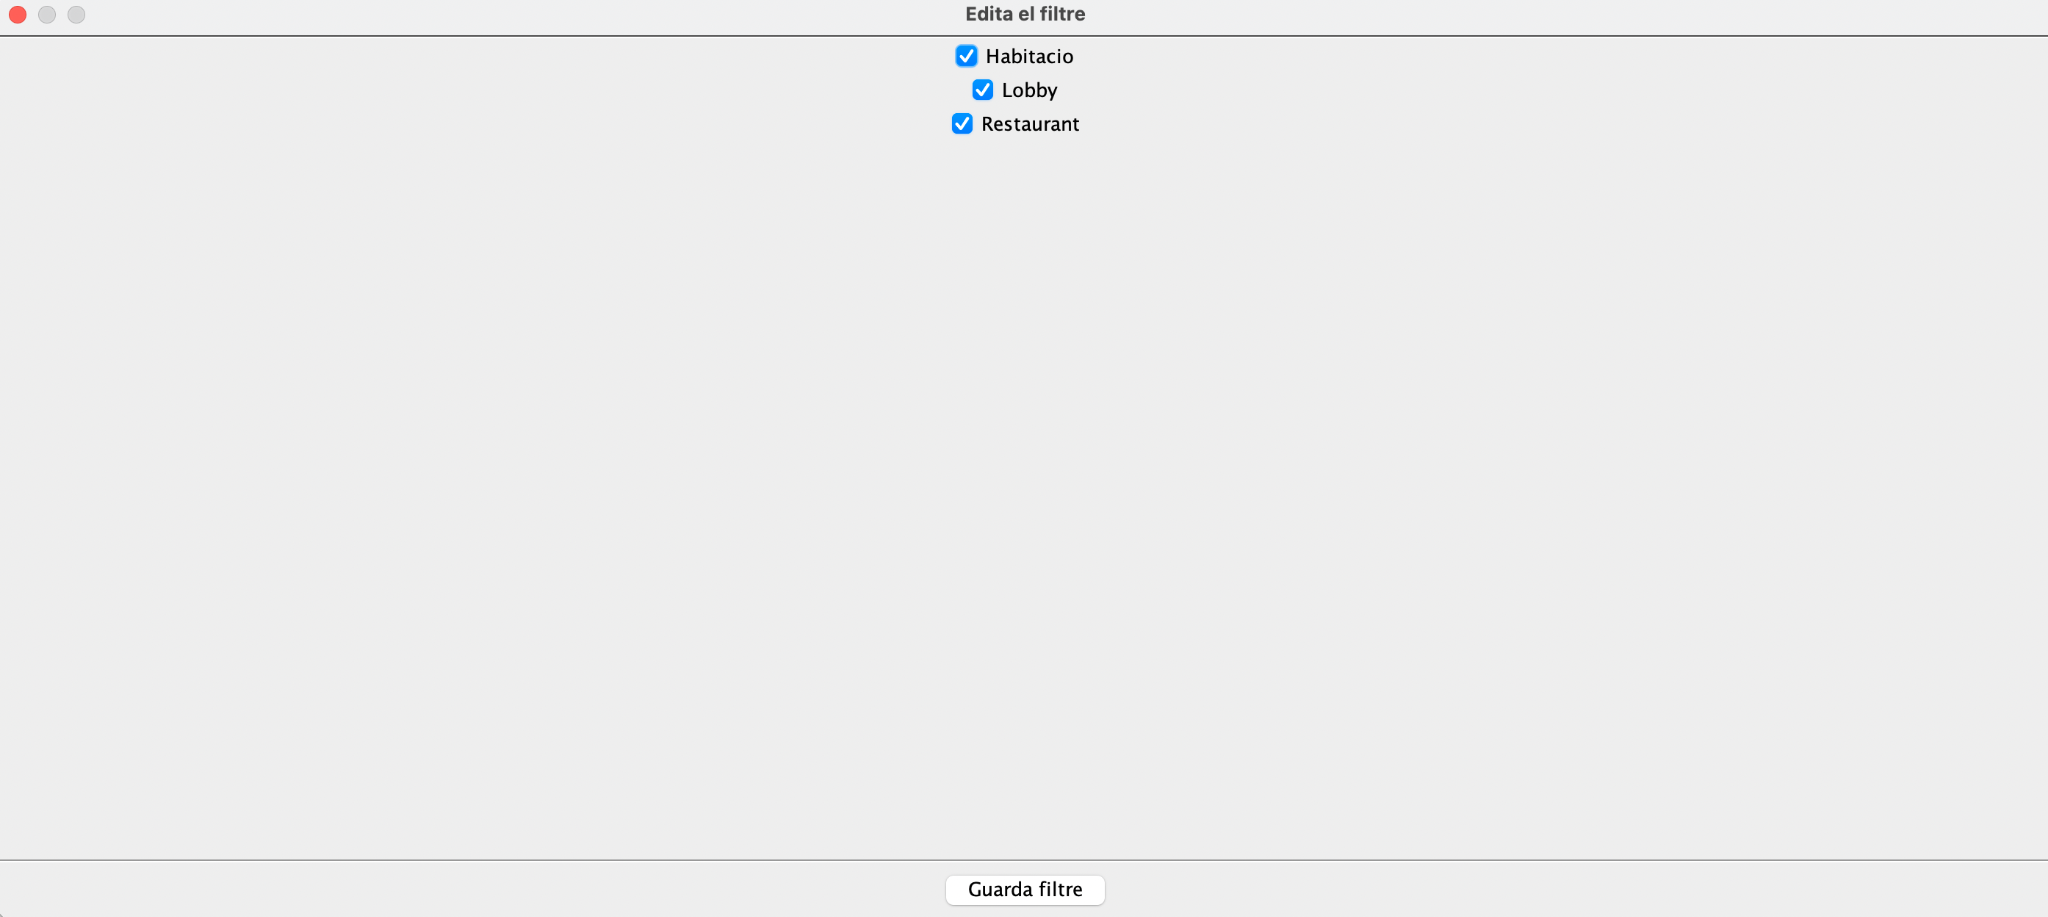 Edita el filtre
Habitacio
Lobby
Restaurant
Guarda filtre